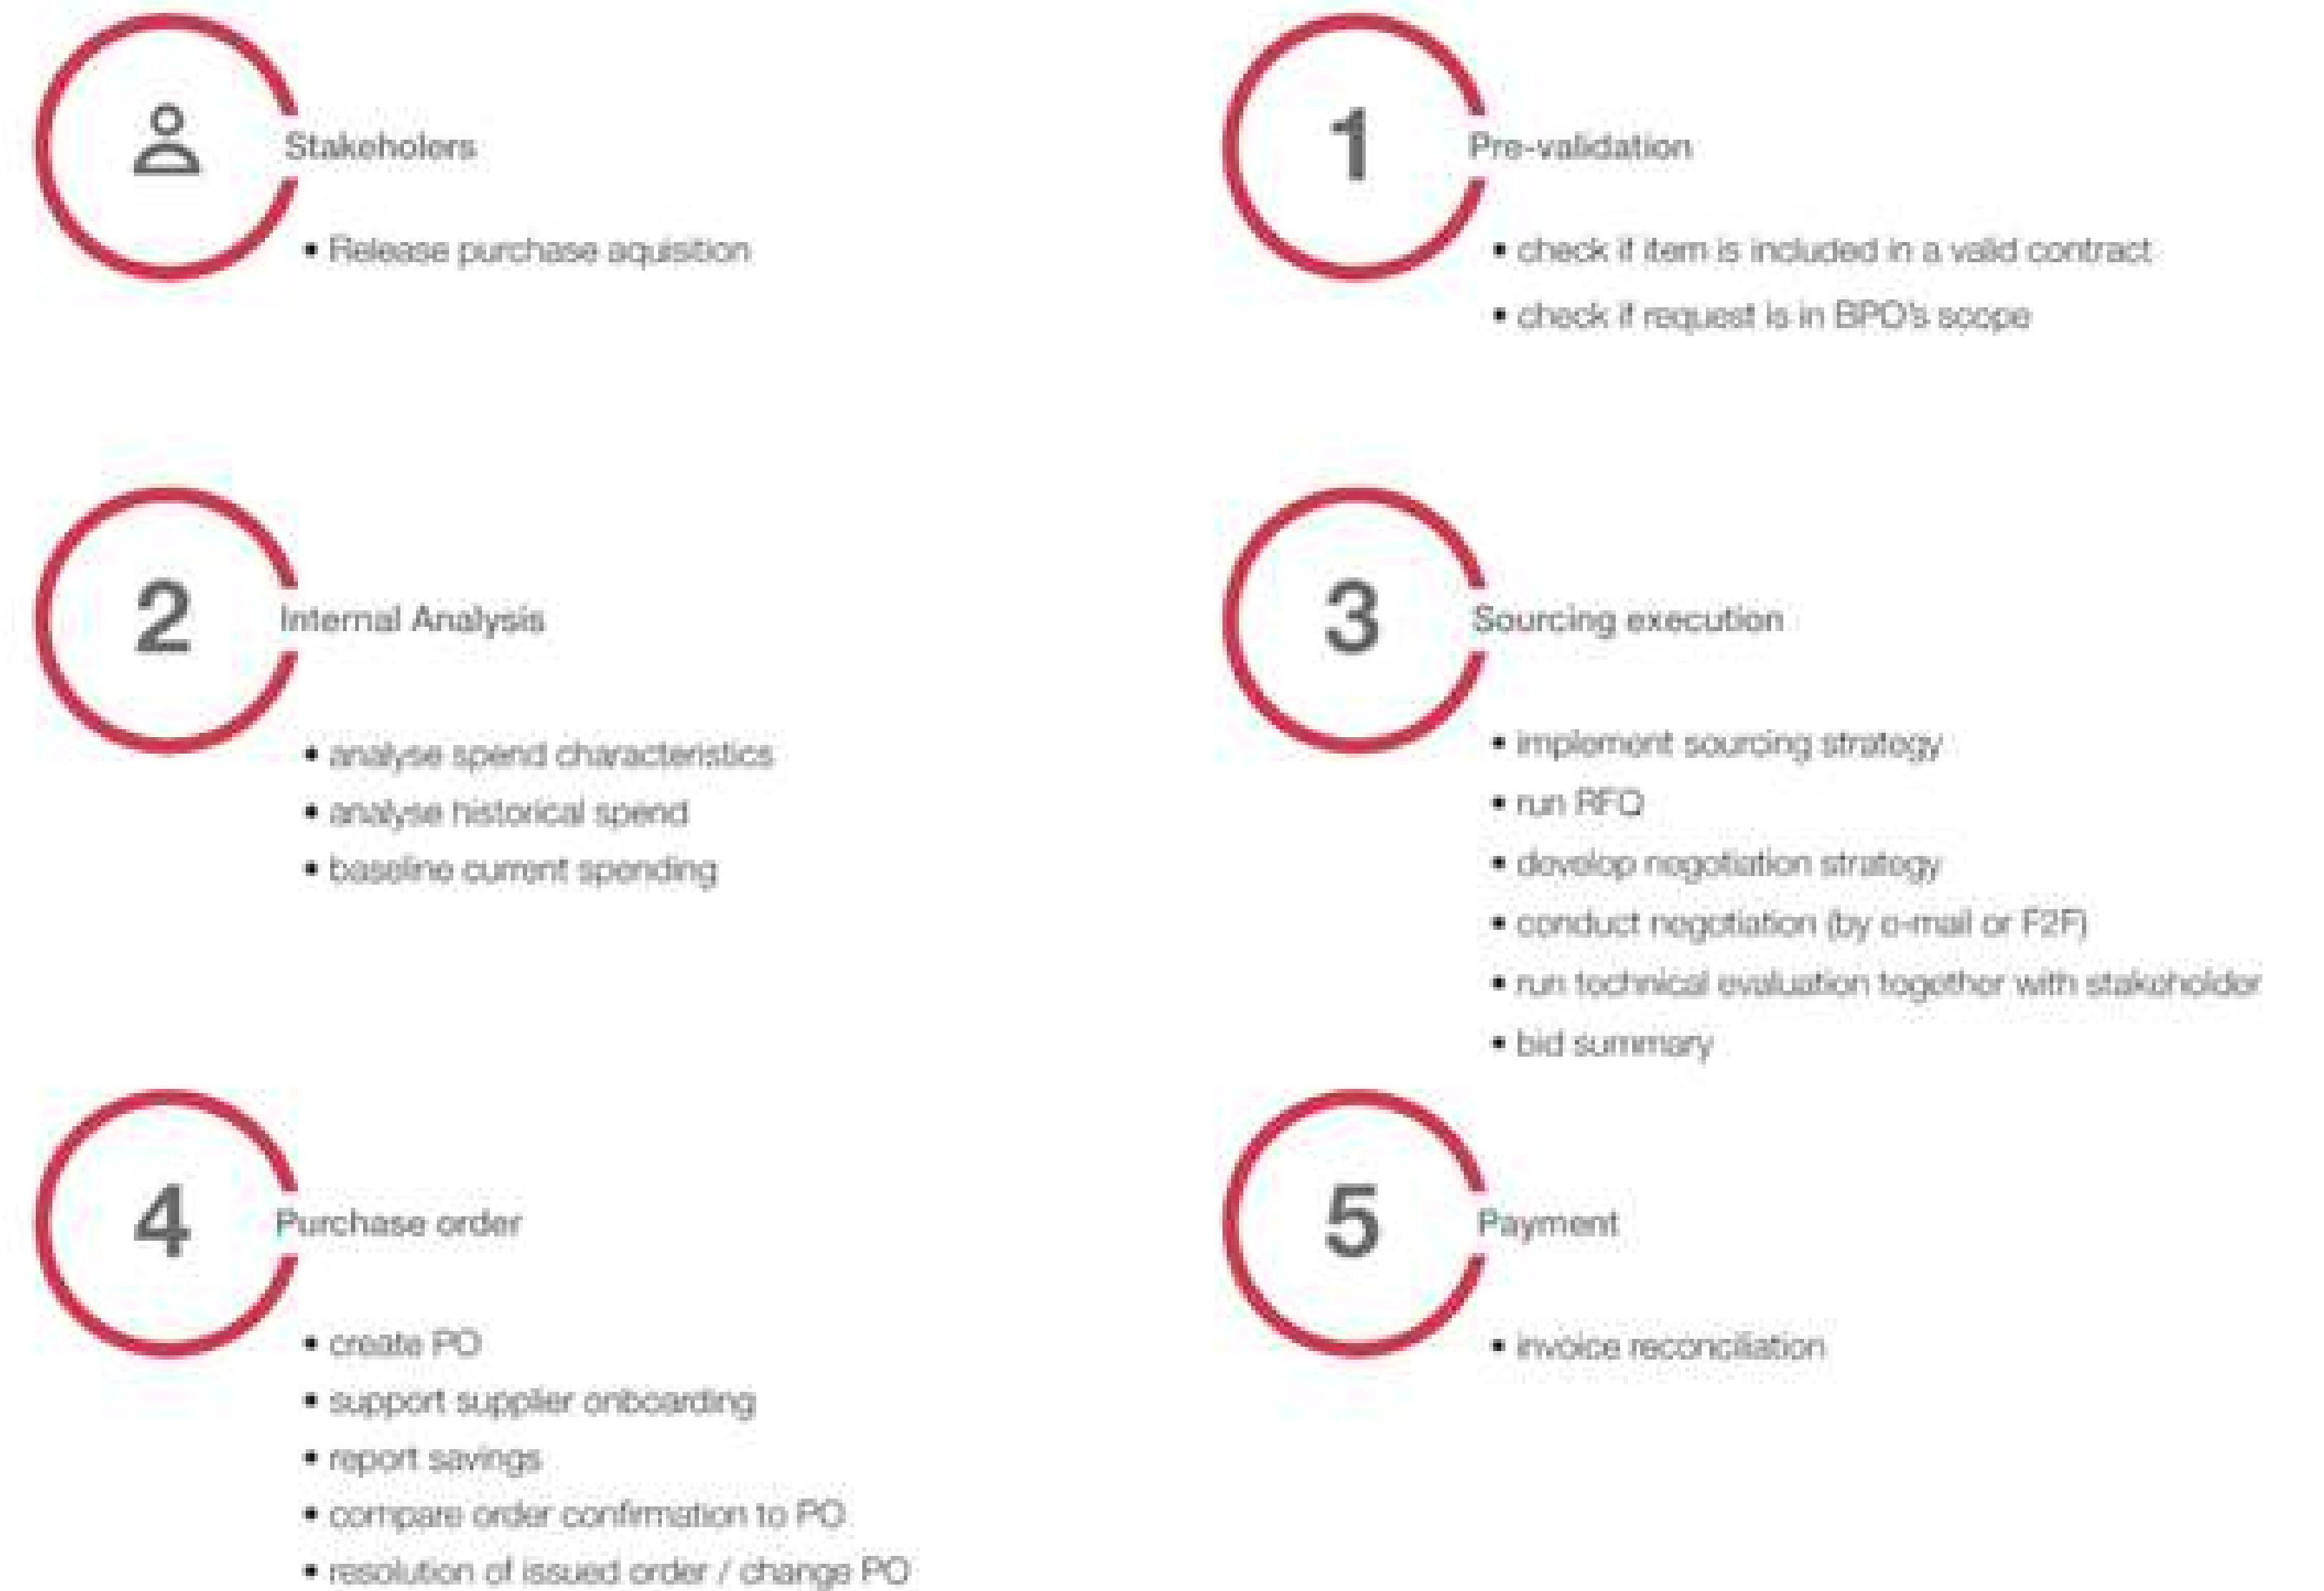 Stakeholers
• Release purchase aquisition
1
Pre-validation
• check if item is included in a valid contract
• check if request is in BPO's scope
2
Internal Analysis
• analyse spend characteristics
• analyse historical spend
• baseline current spending
3
Sourcing execution
• implement sourcing strategy
• run RFQ
• develop negotiation strategy
• conduct negotiation (by e-mail or F2F)
• run technical evaluation together with stakeholder
• bid summary
4
Purchase order
• create PO
• support supplier onboarding
• report savings
• compare order confirmation to PO
• resolution of issued order / change PO
5
Payment
• invoice reconciliation